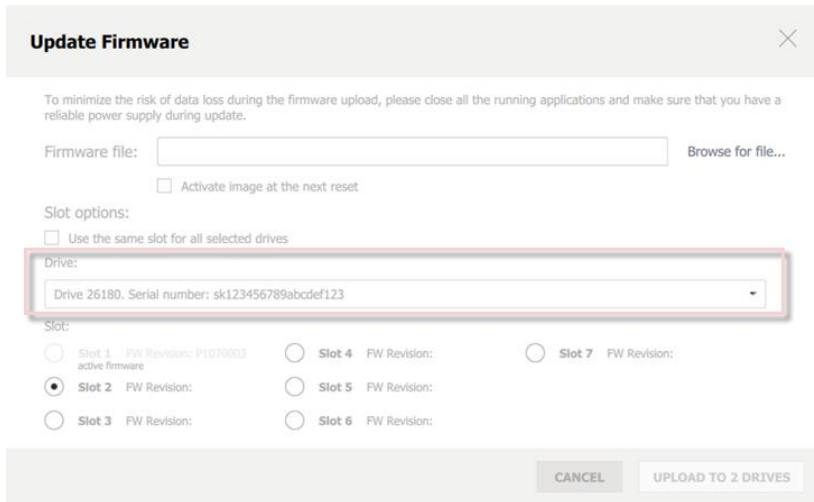 Update Firmware
To minimize the risk of data loss during the firmware upload, please close all the running applications and make sure that you have a
reliable power supply during update.
Firmware file:
Browse for file...
Activate image at the next reset
Slot options:
Use the same slot for all selected drives
Drive:
Drive 26180. Serial number: sk123456789abcdef123
Slot:
Slot 1 FW Revision: P1070003
active firmware
Slot 4 FW Revision:
Slot 7 FW Revision:
Slot 2 FW Revision:
Slot 5 FW Revision:
Slot 3 FW Revision:
Slot 6 FW Revision:
CANCEL
UPLOAD TO 2 DRIVES